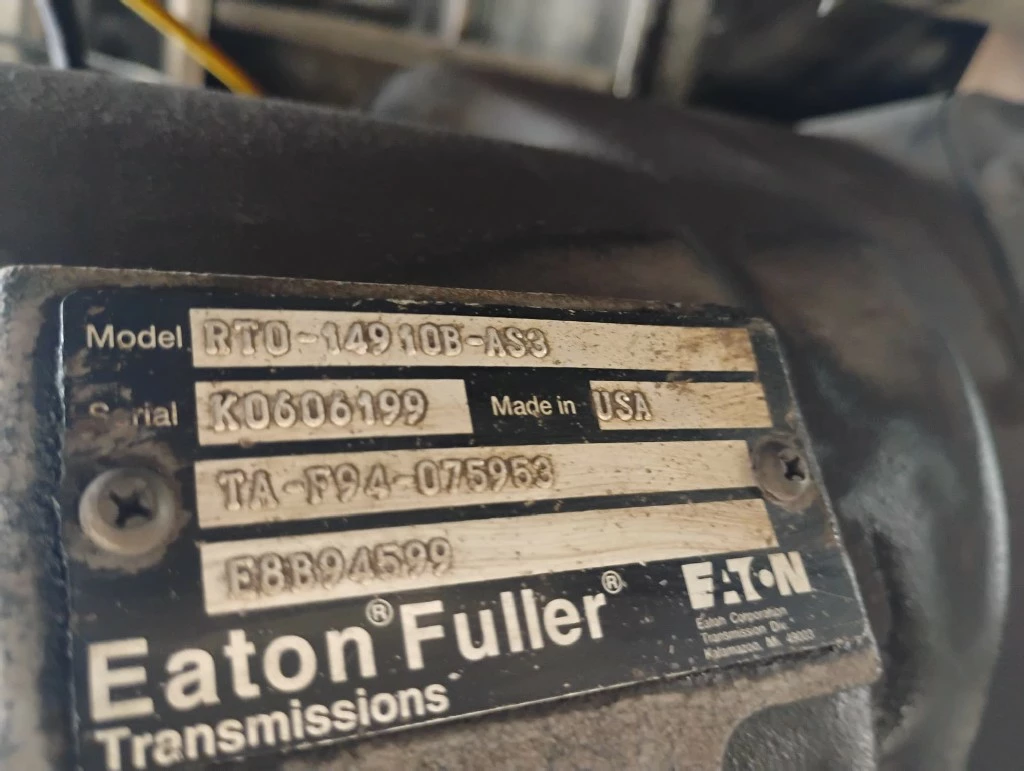 Model RTO-14910B-AS3
Serial K0606199 Made in USA
TA-F94-075953
E8B94599
Eaton® Fuller®
Transmissions
EATON
Eaton Corporation
Transmission Div.
Kalamazoo, MI. 49003